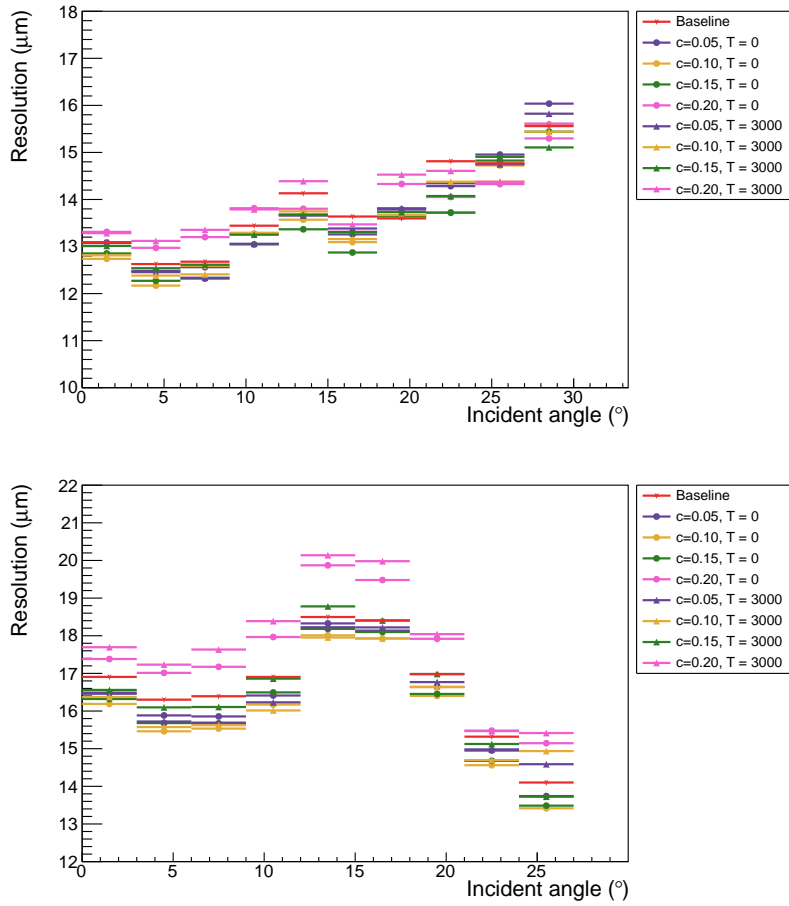 Resolution (μm)
18
17
16
15
14
13
12
11
10
0
5
10
15
20
25
30
Incident angle (°)
Baseline
c=0.05, T = 0
c=0.10, T = 0
c=0.15, T = 0
c=0.20, T = 0
c=0.05, T = 3000
c=0.10, T = 3000
c=0.15, T = 3000
c=0.20, T = 3000
Resolution (μm)
22
21
20
19
18
17
16
15
14
13
12
0
5
10
15
20
25
Incident angle (°)
Baseline
c=0.05, T = 0
c=0.10, T = 0
c=0.15, T = 0
c=0.20, T = 0
c=0.05, T = 3000
c=0.10, T = 3000
c=0.15, T = 3000
c=0.20, T = 3000